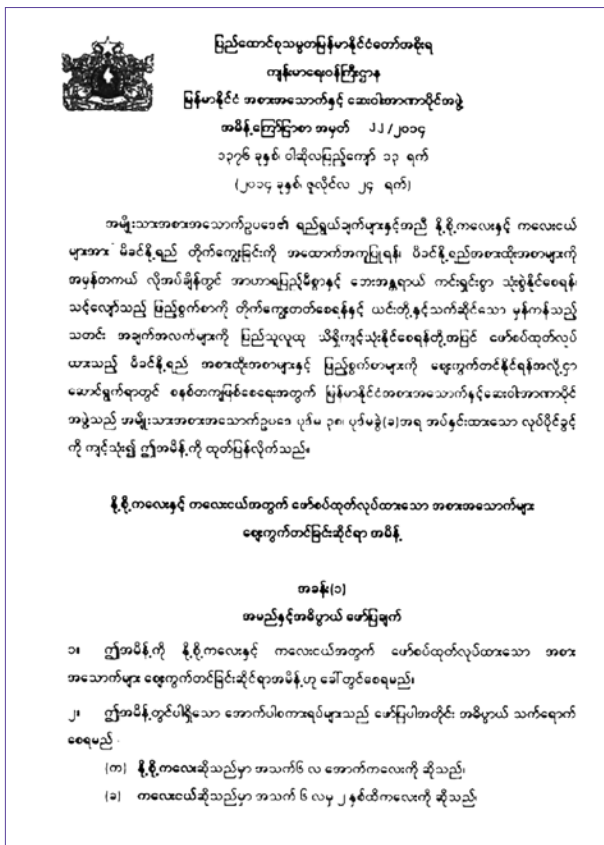 ပြည်ထောင်စုသမ္မတမြန်မာနိုင်ငံတော်အစိုးရ
ကျန်းမာရေးဝန်ကြီးဌာန
မြန်မာနိုင်ငံ အစားအသောက်နှင့် ဆေးဝါးအာဏာပိုင်အဖွဲ့
အမိန့်ကြော်ငြာစာ အမှတ် ၂၂/၂၀၁၄
၁၃၇၆ ခုနှစ်၊ ဝါဆိုလပြည့်ကျော် ၁၃ ရက်
(၂၀၁၄ ခုနှစ်၊ ဇူလိုင်လ ၂၄ ရက်)
အမျိုးသားအစားအသောက်ဥပဒေ၏ ရည်ရွယ်ချက်များနှင့်အညီ နို့စို့ကလေးနှင့် ကလေးငယ်
များအား မိခင်နို့ရည် တိုက်ကျွေးခြင်းကို အထောက်အကူပြုရန်၊ မိခင်နို့ရည်အစားထိုးအစာများကို
အမှန်တကယ် လိုအပ်ချိန်တွင် အာဟာရပြည့်မီစွာနှင့် ဘေးအန္တရာယ် ကင်းရှင်းစွာ သုံးစွဲနိုင်စေရန်၊
သင့်လျော်သည့် ဖြည့်စွက်စာကို တိုက်ကျွေးတတ်စေရန်နှင့် ယင်းတို့နှင့်သက်ဆိုင်သော မှန်ကန်သည့်
သတင်း အချက်အလက်များကို ပြည်သူလူထု သိရှိကျင့်သုံးနိုင်စေရန်တို့အပြင် ဖော်စပ်ထုတ်လုပ်
ထားသည့် မိခင်နို့ရည် အစားထိုးအစာများနှင့် ဖြည့်စွက်စာများကို ဈေးကွက်တင်နိုင်ရန်အလို့ငှာ
ဆောင်ရွက်ရာတွင် စနစ်တကျဖြစ်စေရေးအတွက် မြန်မာနိုင်ငံအစားအသောက်နှင့်ဆေးဝါးအာဏာပိုင်
အဖွဲ့သည် အမျိုးသားအစားအသောက်ဥပဒေ ပုဒ်မ ၃၈၊ ပုဒ်မခွဲ(ခ)အရ အပ်နှင်းထားသော လုပ်ပိုင်ခွင့်
ကို ကျင့်သုံး၍ ဤအမိန့်ကို ထုတ်ပြန်လိုက်သည်။
နို့စို့ကလေးနှင့် ကလေးငယ်အတွက် ဖော်စပ်ထုတ်လုပ်ထားသော အစားအသောက်များ
ဈေးကွက်တင်ခြင်းဆိုင်ရာ အမိန့်
အခန်း(၁)
အမည်နှင့်အဓိပ္ပာယ် ဖော်ပြချက်
၁။ ဤအမိန့်ကို နို့စို့ကလေးနှင့် ကလေးငယ်အတွက် ဖော်စပ်ထုတ်လုပ်ထားသော အစား
အသောက်များ ဈေးကွက်တင်ခြင်းဆိုင်ရာအမိန့်ဟု ခေါ်တွင်စေရမည်။
၂။ ဤအမိန့်တွင်ပါရှိသော အောက်ပါစကားရပ်များသည် ဖော်ပြပါအတိုင်း အဓိပ္ပာယ် သက်ရောက်
စေရမည်
(က) နို့စို့ကလေးဆိုသည်မှာ အသက်၆ လ အောက်ကလေးကို ဆိုသည်၊
(ခ) ကလေးငယ်ဆိုသည်မှာ အသက် ၆ လမှ ၂ နှစ်ထိကလေးကို ဆိုသည်၊